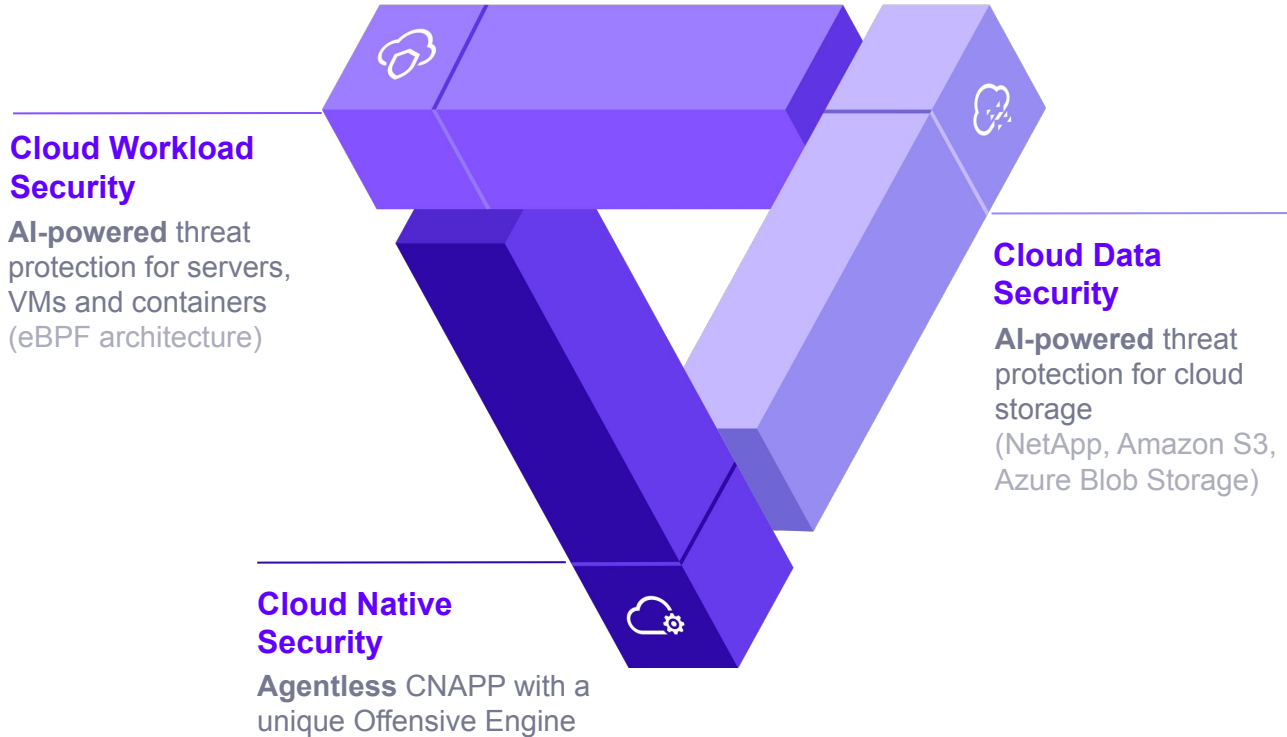 Cloud Workload
Security
AI-powered threat
protection for servers,
VMs and containers
(eBPF architecture)
Cloud Data
Security
AI-powered threat
protection for cloud
storage
(NetApp, Amazon S3,
Azure Blob Storage)
Cloud Native
Security
Agentless CNAPP with a
unique Offensive Engine